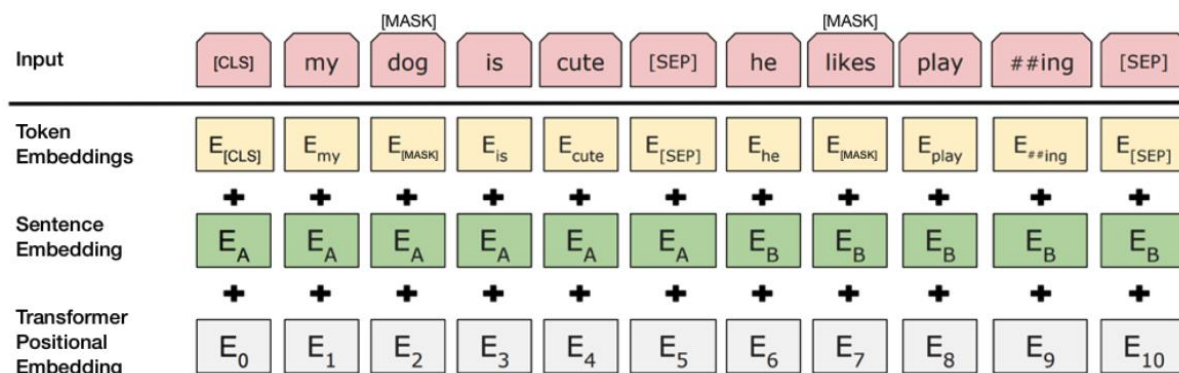 [MASK] [MASK]
Input [CLS] my dog is cute [SEP] he likes play ##ing [SEP]
Token
Embeddings
E[CLS] Emy E[MASK] Eis Ecute E[SEP] Ehe E[MASK] Eplay E##ing E[SEP]
+ + + + + + + + + + +
Sentence
Embedding
EA EA EA EA EA EA EB EB EB EB EB
+ + + + + + + + + + +
Transformer
Positional
Embedding
E0 E1 E2 E3 E4 E5 E6 E7 E8 E9 E10